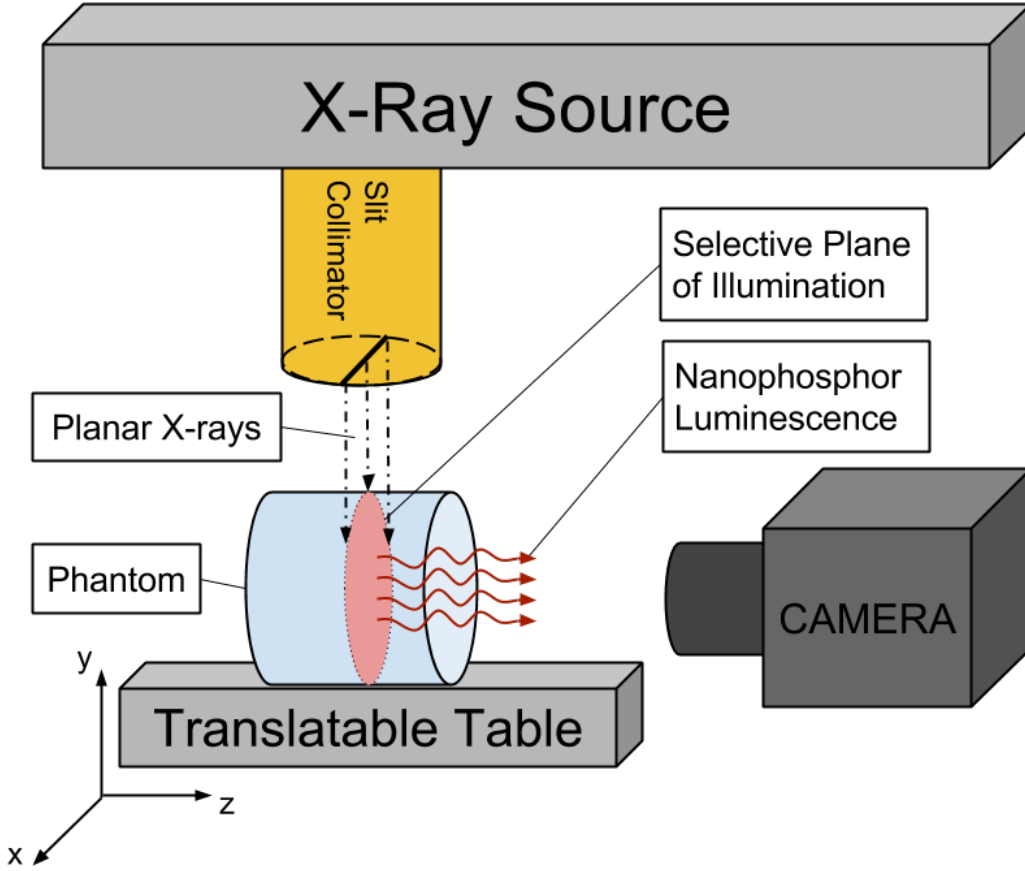 X-Ray Source
Slit
Collimator
Selective Plane
of Illumination
Nanophosphor
Luminescence
Planar X-rays
Phantom
CAMERA
Translatable Table
y
z
x